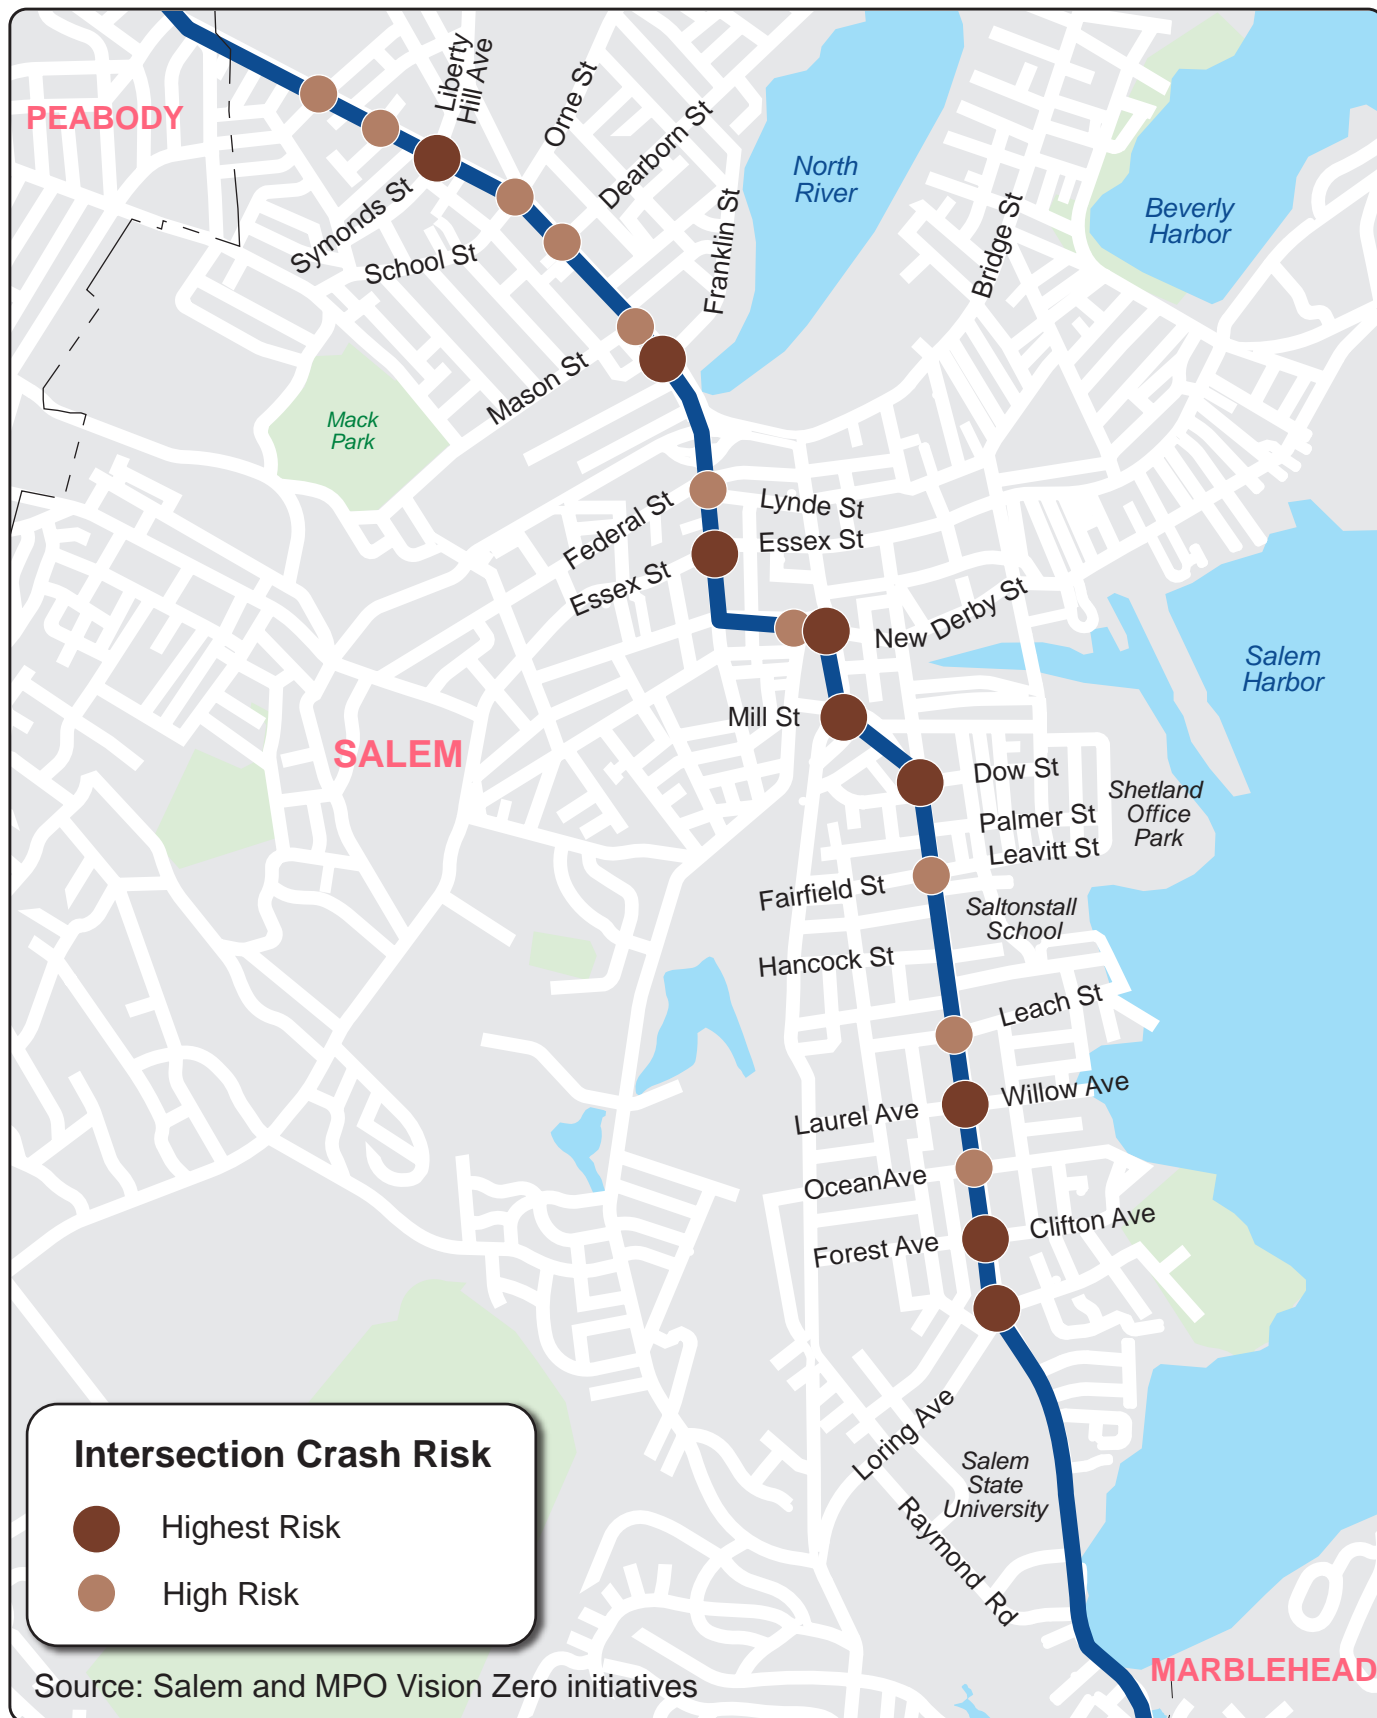 PEABODY
Liberty
Hill Ave
Orne St
Dearborn St
North
River
Franklin St
Bridge St
Beverly
Harbor
Symonds St
School St
Mason St
Mack
Park
Federal St
Lynde St
Essex St
Essex St
New Derby St
Salem
Harbor
Mill St
SALEM
Dow St
Shetland
Office
Park
Palmer St
Leavitt St
Fairfield St
Saltonstall
School
Hancock St
Leach St
Willow Ave
Laurel Ave
OceanAve
Clifton Ave
Forest Ave
Loring Ave
Salem
State
University
Raymond Rd
Intersection Crash Risk
Highest Risk
High Risk
MARBLEHEAD
Source: Salem and MPO Vision Zero initiatives